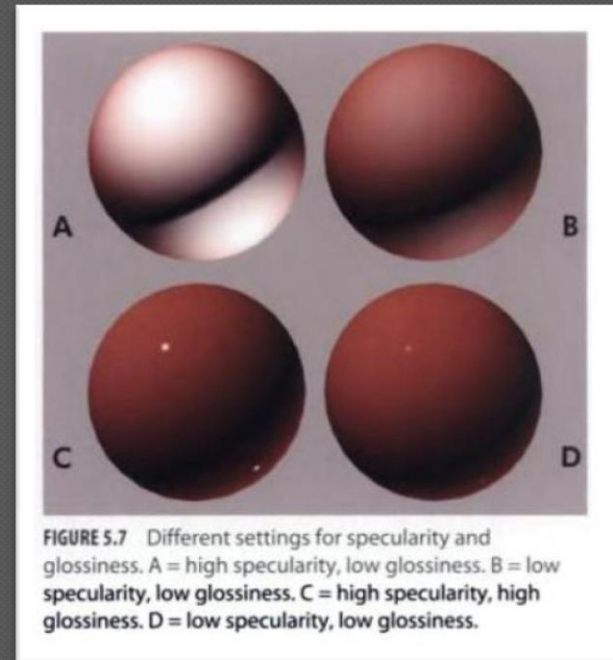 A
B
C
D
FIGURE 5.7 Different settings for specularity and
glossiness. A = high specularity, low glossiness. B = low
specularity, low glossiness. C = high specularity, high
glossiness. D = low specularity, low glossiness.